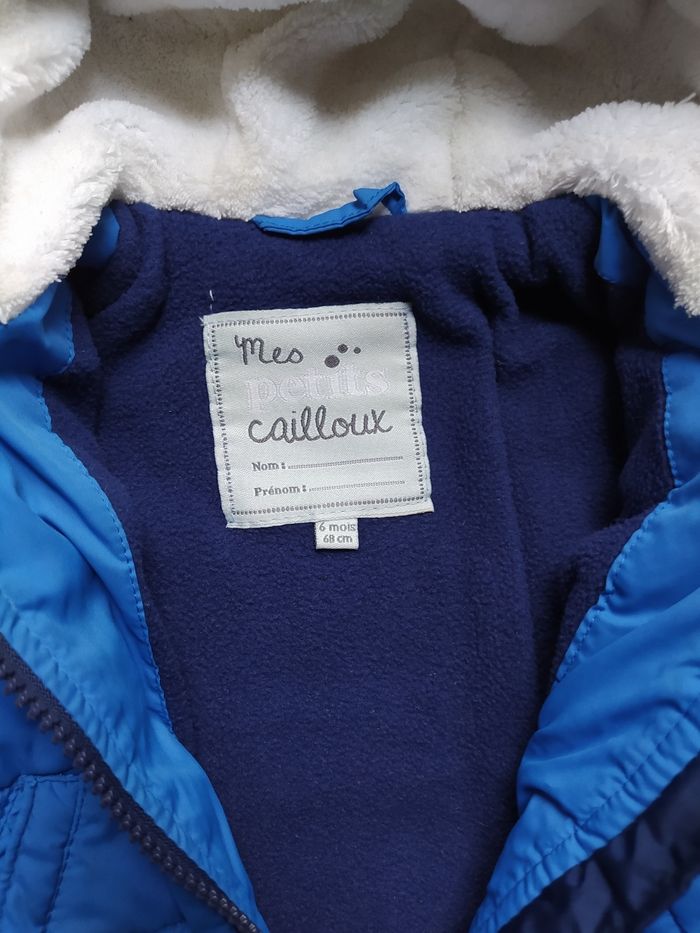 Mes
petits
cailloux
Nom :
Prénom :
6 mois
68 cm